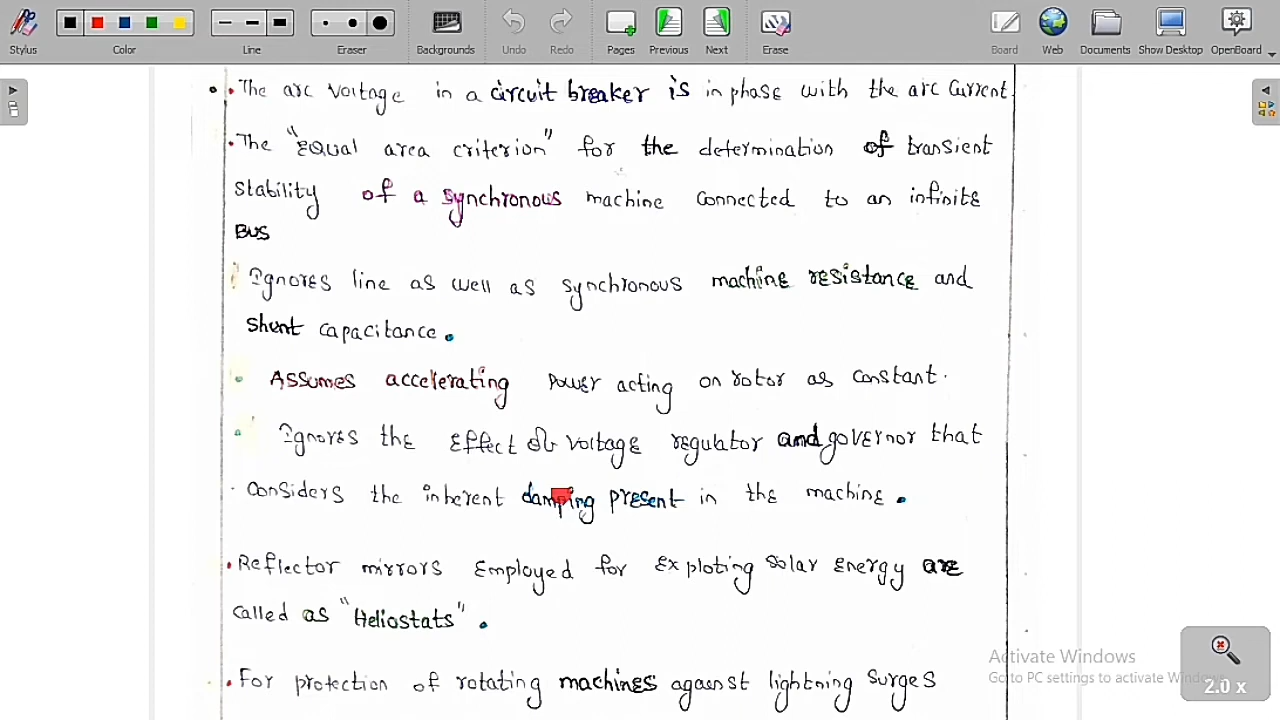 Stylus
Color
Line
Eraser
Backgrounds
Undo
Redo
Pages
Previous
Next
Erase
Board
Web
Documents
Show Desktop
OpenBoard
• The arc voltage in a circuit breaker is in phase with the arc current.
• The "Equal area criterion" for the determination of transient
stability of a synchronous machine connected to an infinite
Bus
Ignores line as well as synchronous machine resistance and
Shunt capacitance.
• Assumes accelerating power acting on rotor as constant.
• Ignores the effect of voltage regulator and governor that
• Considers the inherent damping present in the machine.
• Reflector mirrors employed for exploting solar energy are
called as "Heliostats".
• For protection of rotating machines against lightning surges
Activate Windows
Go to PC settings to activate Windows.
2.0 x